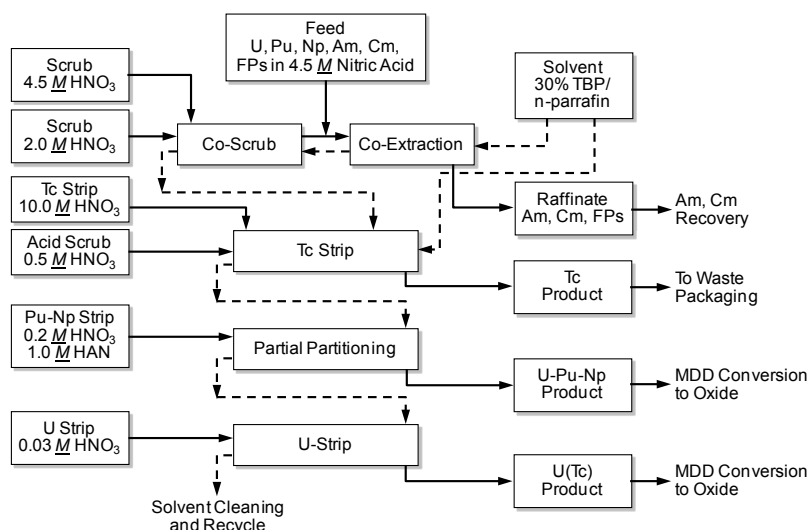 Feed
U, Pu, Np, Am, Cm,
FPs in 4.5 M Nitric Acid
Scrub
4.5 M HNO₃
Solvent
30% TBP/
n-parrafin
Scrub
2.0 M HNO₃
Co-Scrub
Co-Extraction
Tc Strip
10.0 M HNO₃
Raffinate
Am, Cm, FPs
Am, Cm
Recovery
Acid Scrub
0.5 M HNO₃
Tc Strip
Tc
Product
To Waste
Packaging
Pu-Np Strip
0.2 M HNO₃
1.0 M HAN
Partial Partitioning
U-Pu-Np
Product
MDD Conversion
to Oxide
U Strip
0.03 M HNO₃
U-Strip
U(Tc)
Product
MDD Conversion
to Oxide
Solvent Cleaning
and Recycle